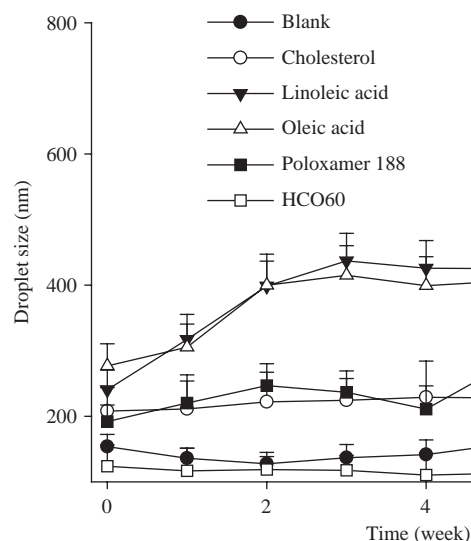 800
600
400
200
Droplet size (nm)
Blank
Cholesterol
Linoleic acid
Oleic acid
Poloxamer 188
HCO60
0
2
4
Time (week)